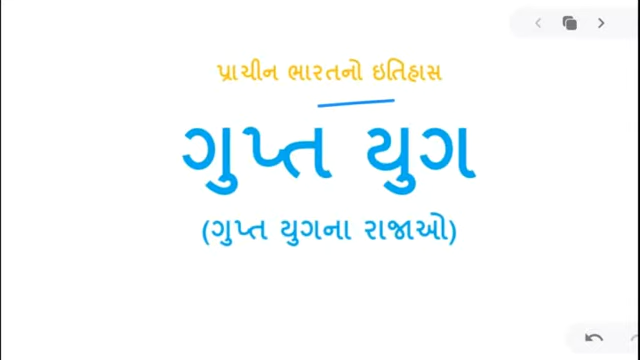 પ્રાચીન ભારતનો ઇતિહાસ
ગુપ્ત યુગ
(ગુપ્ત યુગના રાજાઓ)